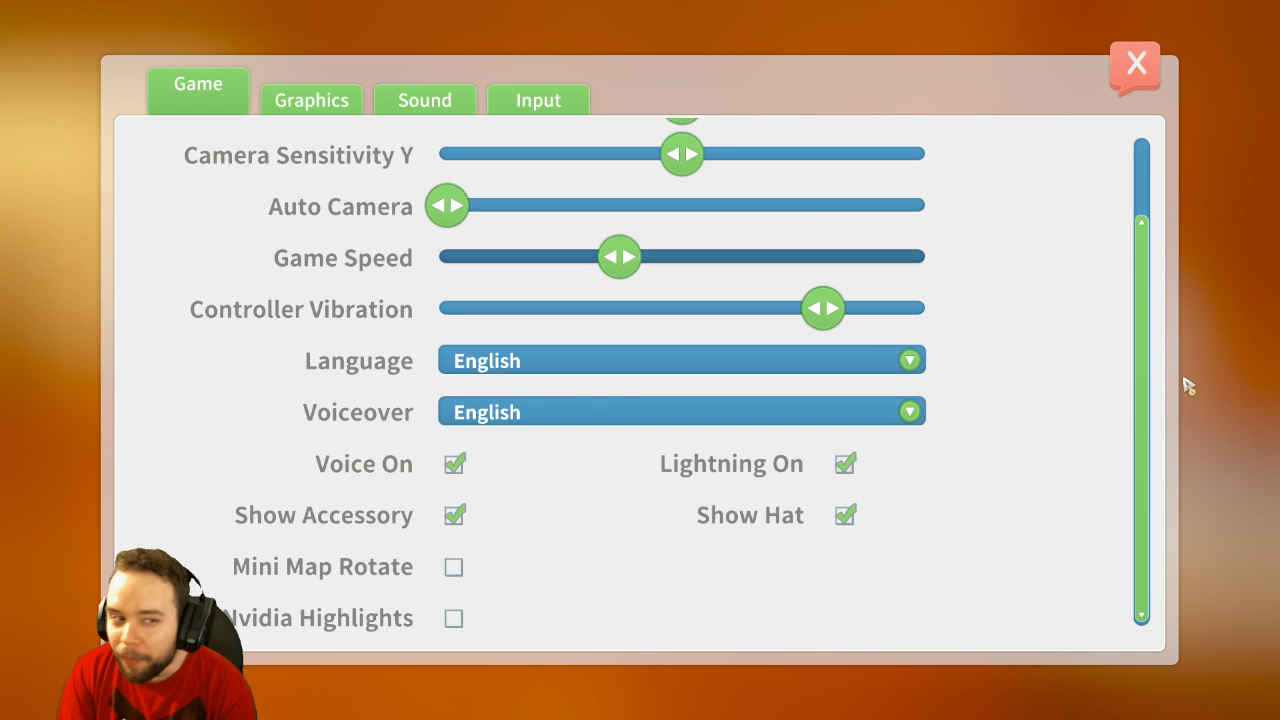 Game
Graphics
Sound
Input
X
Camera Sensitivity Y
Auto Camera
Game Speed
Controller Vibration
Language English
Voiceover English
Voice On Lightning On
Show Accessory Show Hat
Mini Map Rotate
Nvidia Highlights